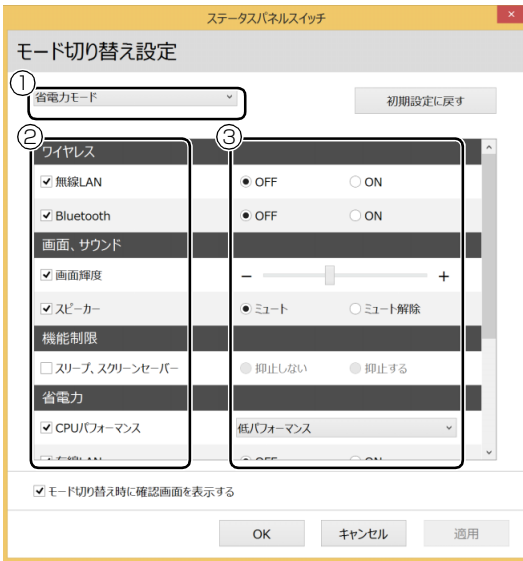 ステータスパネルスイッチ
モード切り替え設定
①
省電力モード
初期設定に戻す
② ③
ワイヤレス
無線LAN OFF ON
Bluetooth OFF ON
画面、サウンド
画面輝度 − +
スピーカー ミュート ミュート解除
機能制限
スリープ、スクリーンセーバー 抑止しない 抑止する
省電力
CPUパフォーマンス 低パフォーマンス
有線LAN OFF ON
モード切り替え時に確認画面を表示する
OK キャンセル 適用